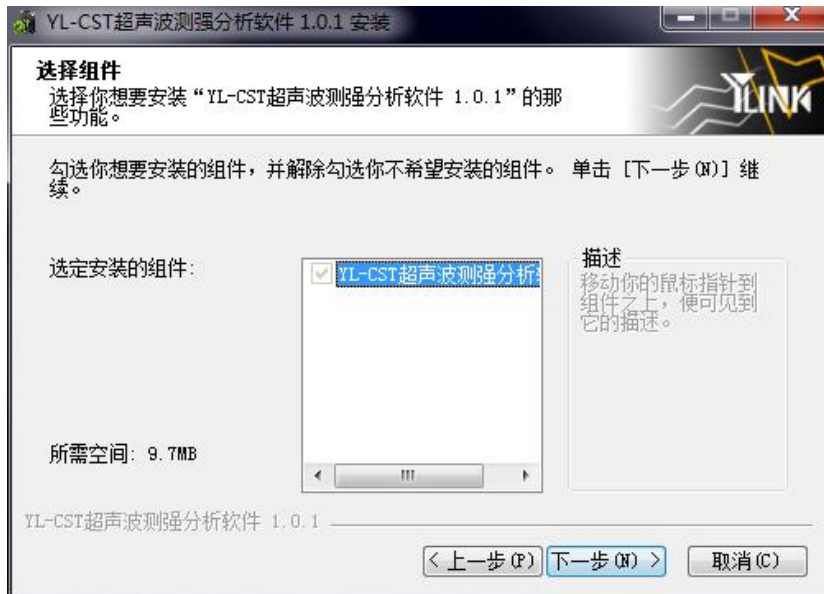 YL-CST超声波测强分析软件 1.0.1 安装
选择组件
选择你想要安装“YL-CST超声波测强分析软件 1.0.1”的那
些功能。
YLINK
勾选你想要安装的组件，并解除勾选你不希望安装的组件。 单击 [下一步(N)] 继
续。
选定安装的组件:
YL-CST超声波测强分析
描述
移动你的鼠标指针到
组件之上，便可见到
它的描述。
所需空间: 9.7MB
YL-CST超声波测强分析软件 1.0.1
< 上一步(P)
下一步(N) >
取消(C)